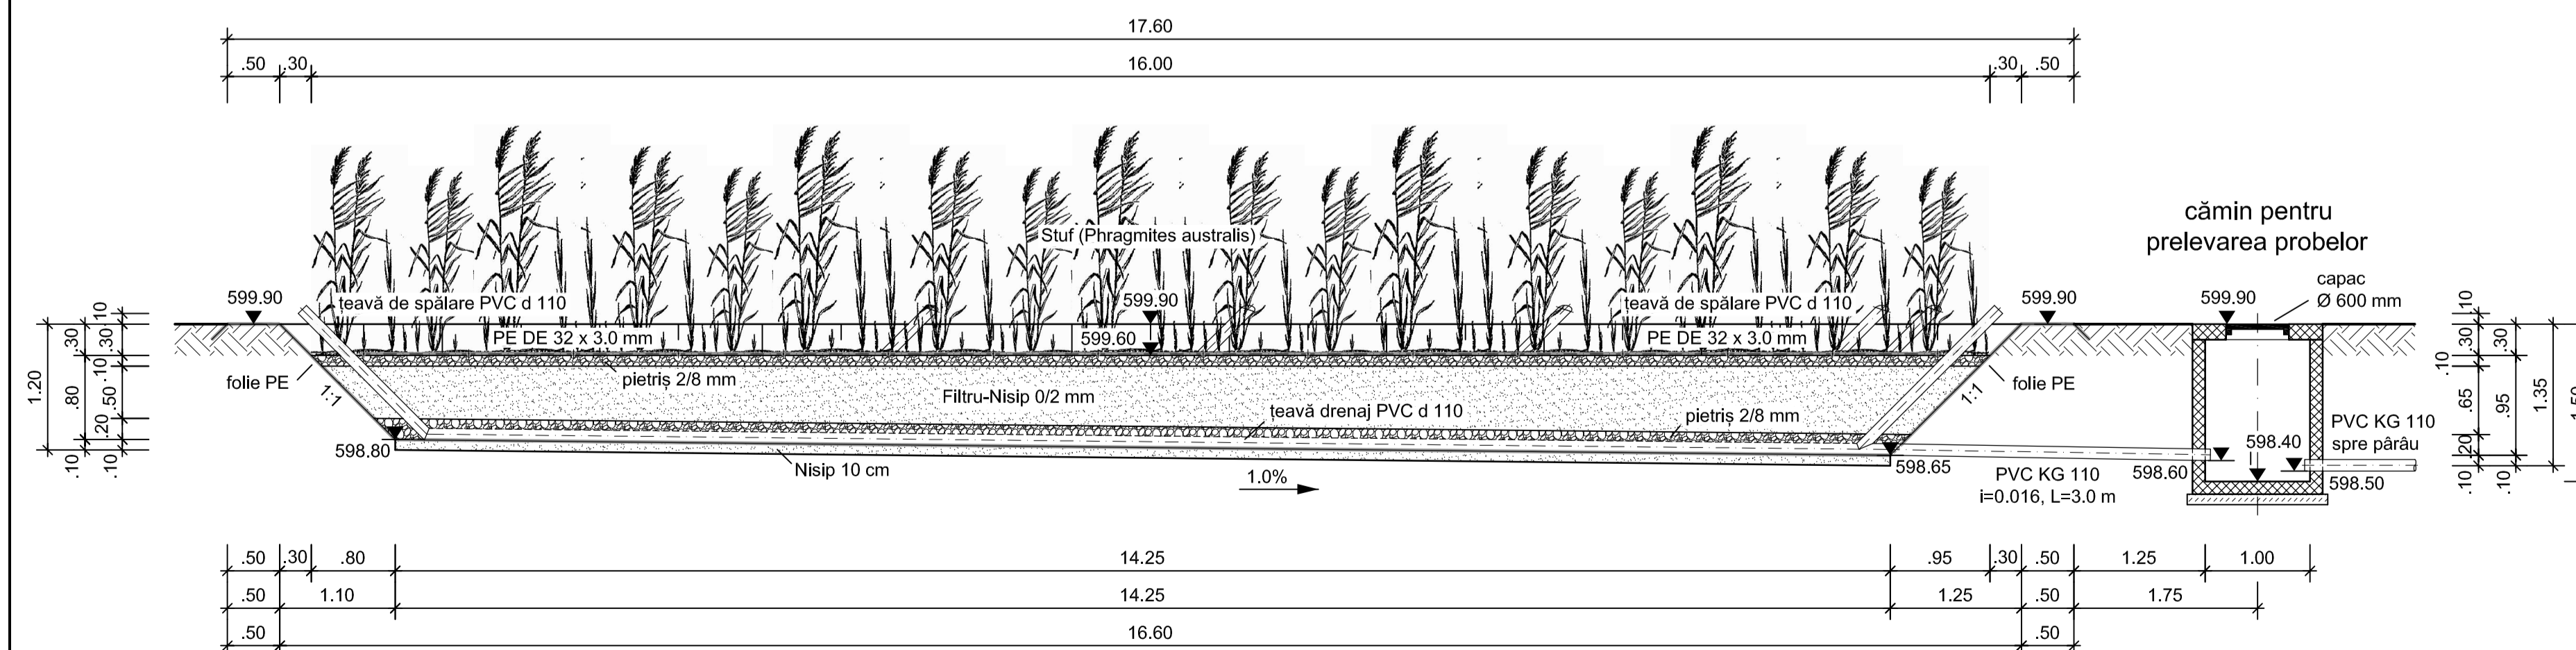 17.60
.50 .30 16.00 .30 .50
cămin pentru
prelevarea probelor
capac
Ø 600 mm
Stuf (Phragmites australis)
599.90 țeavă de spălare PVC d 110 599.90 țeavă de spălare PVC d 110 599.90 599.90
PE DE 32 x 3.0 mm 599.60 PE DE 32 x 3.0 mm
folie PE 1:1 pietriș 2/8 mm Filtru-Nisip 0/2 mm țeavă drenaj PVC d 110 pietriș 2/8 mm 1:1 folie PE
PVC KG 110
spre pârâu
598.80 Nisip 10 cm 1.0% 598.65 598.60 598.40 598.50
PVC KG 110
i=0.016, L=3.0 m
1.20
.30 .80 .10
.10 .30 .10 .50 .20 .10
.10
.10 .30 .65 .20 .10
.30 .95 .10
1.35
.50 .30 .80 14.25 .95 .30 .50 1.25 1.00
.50 1.10 14.25 1.25 .50 1.75
.50 16.60 .50